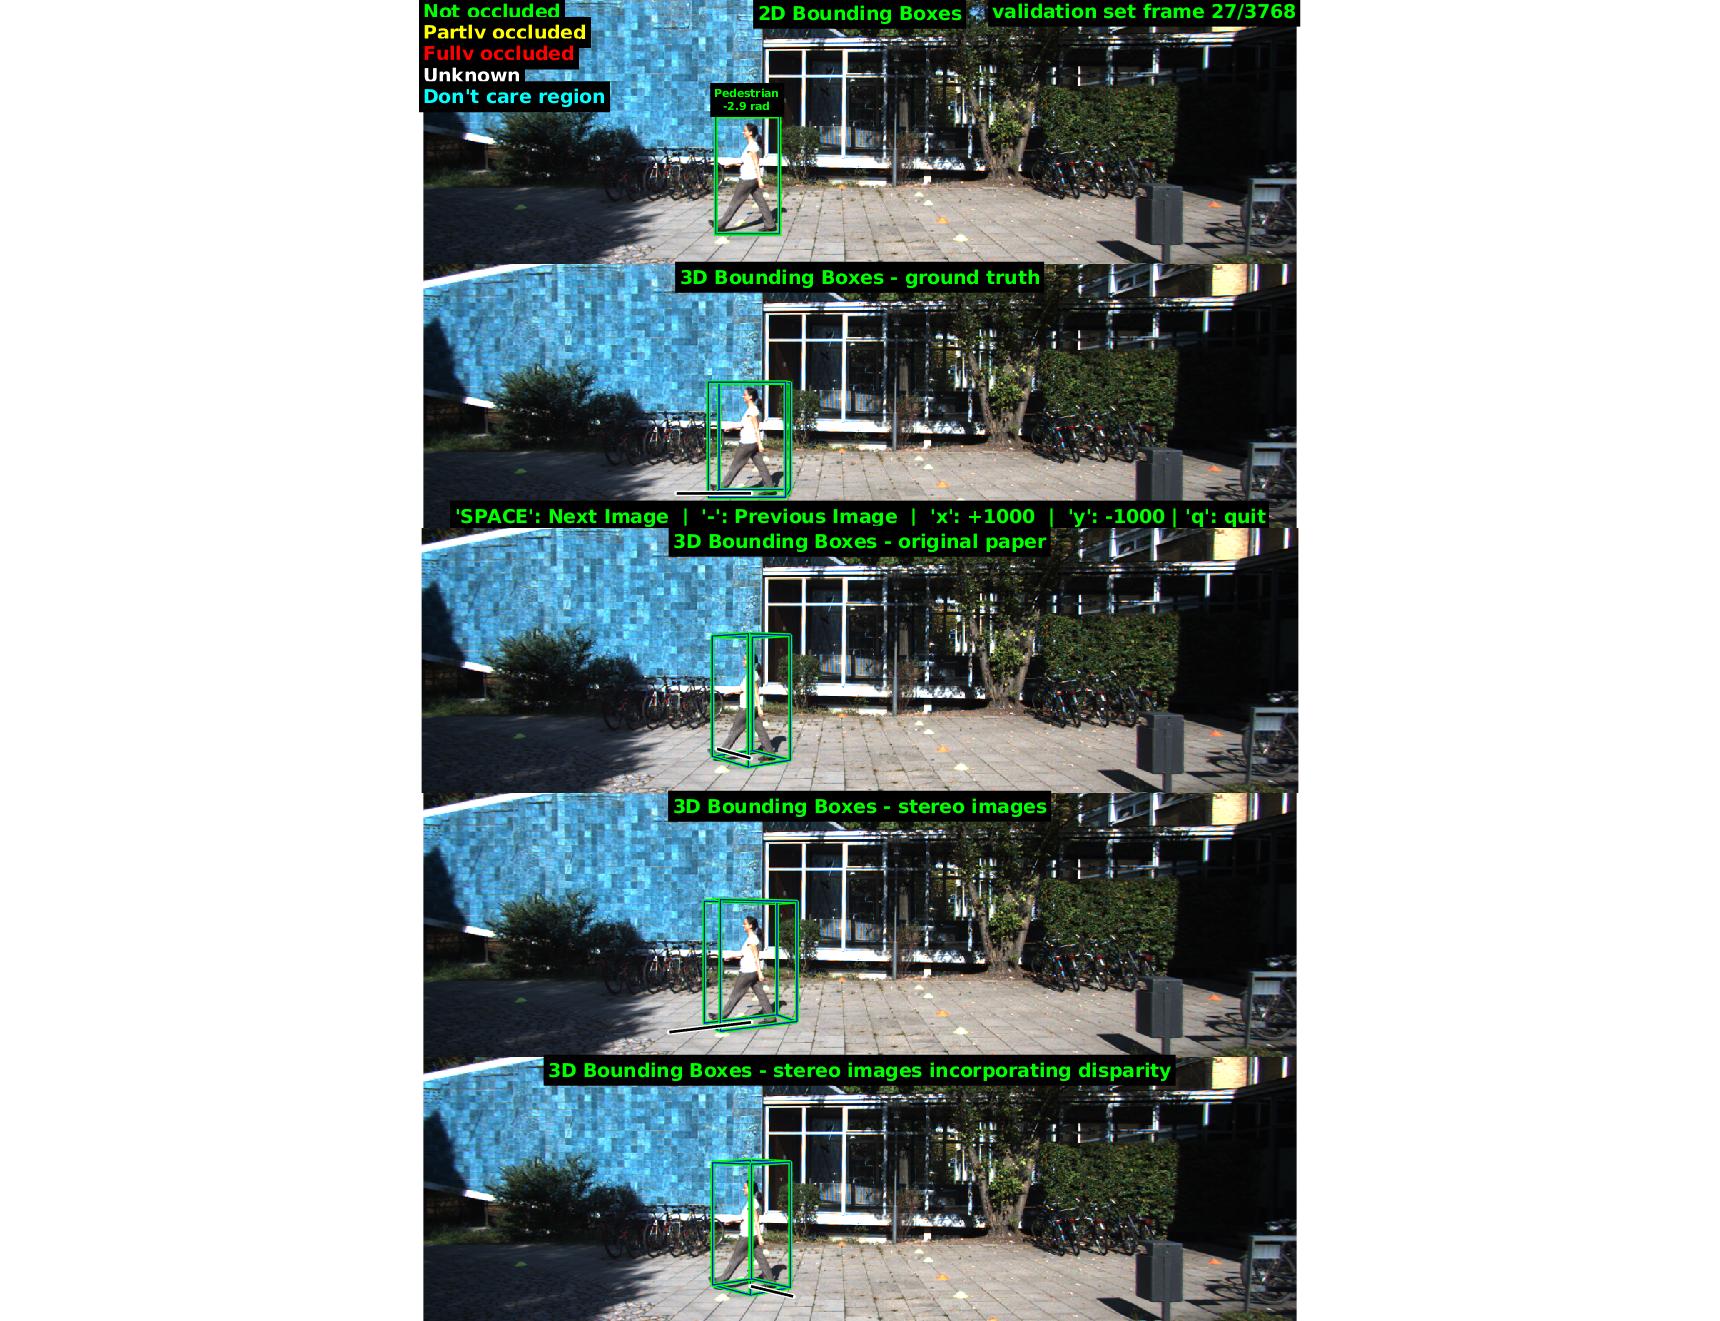 Not occluded
Partly occluded
Fully occluded
Unknown
Don't care region
2D Bounding Boxes
validation set frame 27/3768
Pedestrian
-2.9 rad
3D Bounding Boxes - ground truth
'SPACE': Next Image | '-': Previous Image | 'x': +1000 | 'y': -1000 | 'q': quit
3D Bounding Boxes - original paper
3D Bounding Boxes - stereo images
3D Bounding Boxes - stereo images incorporating disparity